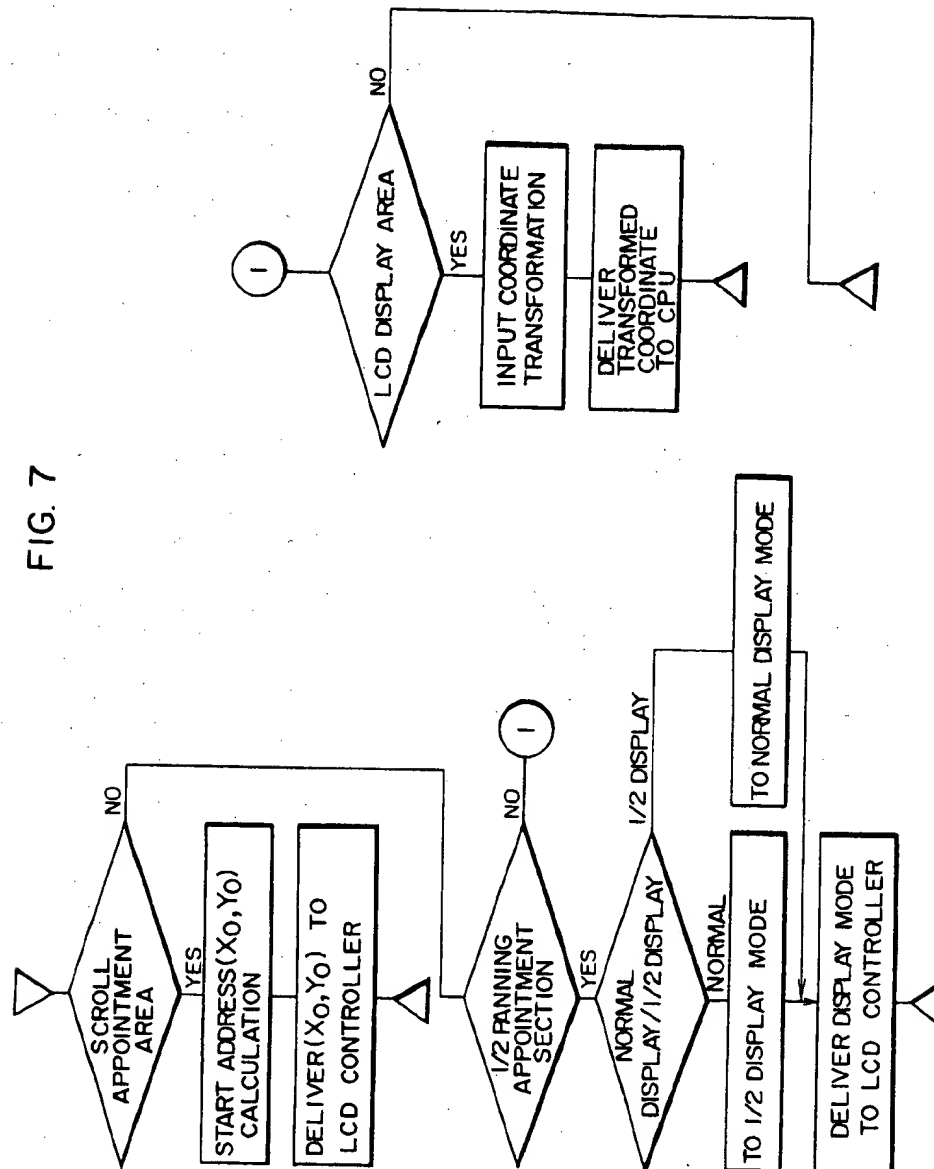 FIG. 7
SCROLL
APPOINTMENT
AREA
NO
YES
START ADDRESS(X0,Y0)
CALCULATION
DELIVER(X0,Y0) TO
LCD CONTROLLER
1/2 PANNING
APPOINTMENT
SECTION
NO
1
YES
NORMAL
DISPLAY/1/2 DISPLAY
1/2 DISPLAY
NORMAL
TO 1/2 DISPLAY MODE
TO NORMAL DISPLAY MODE
DELIVER DISPLAY MODE
TO LCD CONTROLLER
1
LCD DISPLAY AREA
NO
YES
INPUT COORDINATE
TRANSFORMATION
DELIVER
TRANSFORMED
COORDINATE
TO CPU